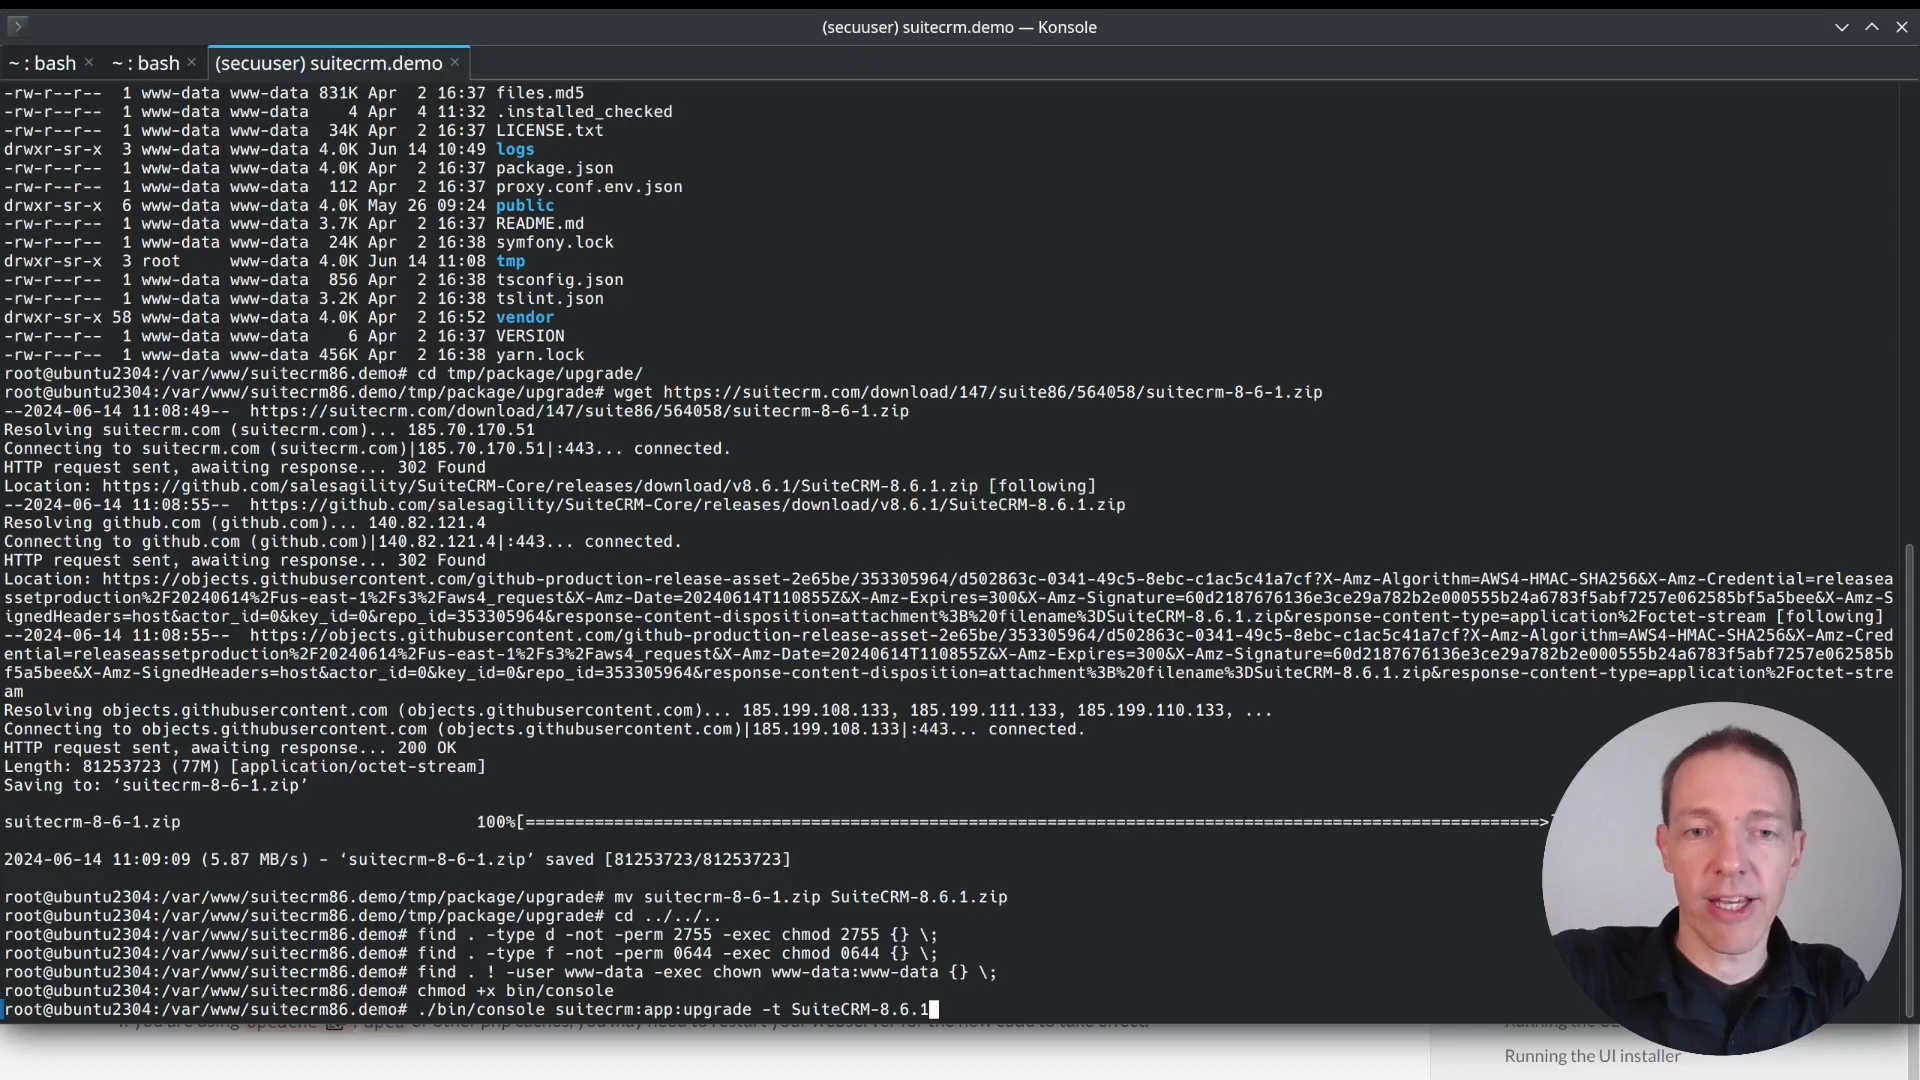 (secuuser) suitecrm.demo — Konsole
~ : bash ~ : bash (secuuser) suitecrm.demo
-rw-r--r-- 1 www-data www-data 831K Apr 2 16:37 files.md5
-rw-r--r-- 1 www-data www-data 4 Apr 4 11:32 .installed_checked
-rw-r--r-- 1 www-data www-data 34K Apr 2 16:37 LICENSE.txt
drwxr-sr-x 3 www-data www-data 4.0K Jun 14 10:49 logs
-rw-r--r-- 1 www-data www-data 4.0K Apr 2 16:37 package.json
-rw-r--r-- 1 www-data www-data 112 Apr 2 16:37 proxy.conf.env.json
drwxr-sr-x 6 www-data www-data 4.0K May 26 09:24 public
-rw-r--r-- 1 www-data www-data 3.7K Apr 2 16:37 README.md
-rw-r--r-- 1 www-data www-data 24K Apr 2 16:38 symfony.lock
drwxr-sr-x 3 root www-data 4.0K Jun 14 11:08 tmp
-rw-r--r-- 1 www-data www-data 856 Apr 2 16:38 tsconfig.json
-rw-r--r-- 1 www-data www-data 3.2K Apr 2 16:38 tslint.json
drwxr-sr-x 58 www-data www-data 4.0K Apr 2 16:52 vendor
-rw-r--r-- 1 www-data www-data 6 Apr 2 16:37 VERSION
-rw-r--r-- 1 www-data www-data 456K Apr 2 16:38 yarn.lock
root@ubuntu2304:/var/www/suitecrm86.demo# cd tmp/package/upgrade/
root@ubuntu2304:/var/www/suitecrm86.demo/tmp/package/upgrade# wget https://suitecrm.com/download/147/suite86/564058/suitecrm-8-6-1.zip
--2024-06-14 11:08:49-- https://suitecrm.com/download/147/suite86/564058/suitecrm-8-6-1.zip
Resolving suitecrm.com (suitecrm.com)... 185.70.170.51
Connecting to suitecrm.com (suitecrm.com)|185.70.170.51|:443... connected.
HTTP request sent, awaiting response... 302 Found
Location: https://github.com/salesagility/SuiteCRM-Core/releases/download/v8.6.1/SuiteCRM-8.6.1.zip [following]
--2024-06-14 11:08:55-- https://github.com/salesagility/SuiteCRM-Core/releases/download/v8.6.1/SuiteCRM-8.6.1.zip
Resolving github.com (github.com)... 140.82.121.4
Connecting to github.com (github.com)|140.82.121.4|:443... connected.
HTTP request sent, awaiting response... 302 Found
Location: https://objects.githubusercontent.com/github-production-release-asset-2e65be/353305964/d502863c-0341-49c5-8ebc-c1ac5c41a7cf?X-Amz-Algorithm=AWS4-HMAC-SHA256&X-Amz-Credential=releasea
ssetproduction%2F20240614%2Fus-east-1%2Fs3%2Faws4_request&X-Amz-Date=20240614T110855Z&X-Amz-Expires=300&X-Amz-Signature=60d2187676136e3ce29a782b2e000555b24a6783f5abf7257e062585bf5a5bee&X-Amz-S
ignedHeaders=host&actor_id=0&key_id=0&repo_id=353305964&response-content-disposition=attachment%3B%20filename%3DSuiteCRM-8.6.1.zip&response-content-type=application%2Foctet-stream [following]
--2024-06-14 11:08:55-- https://objects.githubusercontent.com/github-production-release-asset-2e65be/353305964/d502863c-0341-49c5-8ebc-c1ac5c41a7cf?X-Amz-Algorithm=AWS4-HMAC-SHA256&X-Amz-Cred
ential=releaseassetproduction%2F20240614%2Fus-east-1%2Fs3%2Faws4_request&X-Amz-Date=20240614T110855Z&X-Amz-Expires=300&X-Amz-Signature=60d2187676136e3ce29a782b2e000555b24a6783f5abf7257e062585b
f5a5bee&X-Amz-SignedHeaders=host&actor_id=0&key_id=0&repo_id=353305964&response-content-disposition=attachment%3B%20filename%3DSuiteCRM-8.6.1.zip&response-content-type=application%2Foctet-stre
am
Resolving objects.githubusercontent.com (objects.githubusercontent.com)... 185.199.108.133, 185.199.111.133, 185.199.110.133, ...
Connecting to objects.githubusercontent.com (objects.githubusercontent.com)|185.199.108.133|:443... connected.
HTTP request sent, awaiting response... 200 OK
Length: 81253723 (77M) [application/octet-stream]
Saving to: ‘suitecrm-8-6-1.zip’
suitecrm-8-6-1.zip 100%[=======================================================================================================>
2024-06-14 11:09:09 (5.87 MB/s) - ‘suitecrm-8-6-1.zip’ saved [81253723/81253723]
root@ubuntu2304:/var/www/suitecrm86.demo/tmp/package/upgrade# mv suitecrm-8-6-1.zip SuiteCRM-8.6.1.zip
root@ubuntu2304:/var/www/suitecrm86.demo/tmp/package/upgrade# cd ../../..
root@ubuntu2304:/var/www/suitecrm86.demo# find . -type d -not -perm 2755 -exec chmod 2755 {} \;
root@ubuntu2304:/var/www/suitecrm86.demo# find . -type f -not -perm 0644 -exec chmod 0644 {} \;
root@ubuntu2304:/var/www/suitecrm86.demo# find . ! -user www-data -exec chown www-data:www-data {} \;
root@ubuntu2304:/var/www/suitecrm86.demo# chmod +x bin/console
root@ubuntu2304:/var/www/suitecrm86.demo# ./bin/console suitecrm:app:upgrade -t SuiteCRM-8.6.1
Running the UI installer